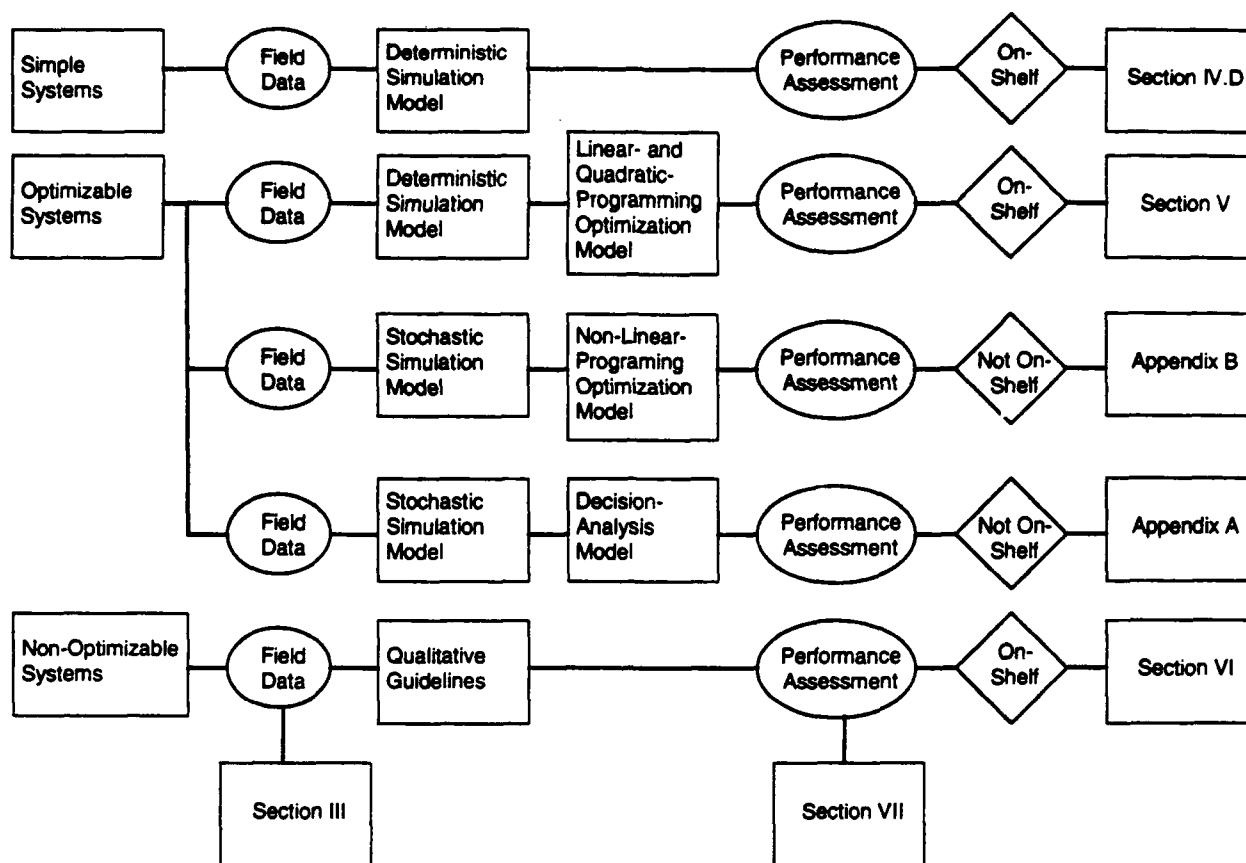 Simple
Systems
Field
Data
Deterministic
Simulation
Model
Performance
Assessment
On-
Shelf
Section IV.D
Optimizable
Systems
Field
Data
Deterministic
Simulation
Model
Linear- and
Quadratic-
Programming
Optimization
Model
Performance
Assessment
On-
Shelf
Section V
Field
Data
Stochastic
Simulation
Model
Non-Linear-
Programing
Optimization
Model
Performance
Assessment
Not On-
Shelf
Appendix B
Field
Data
Stochastic
Simulation
Model
Decision-
Analysis
Model
Performance
Assessment
Not On-
Shelf
Appendix A
Non-Optimizable
Systems
Field
Data
Qualitative
Guidelines
Performance
Assessment
On-
Shelf
Section VI
Section III
Section VII